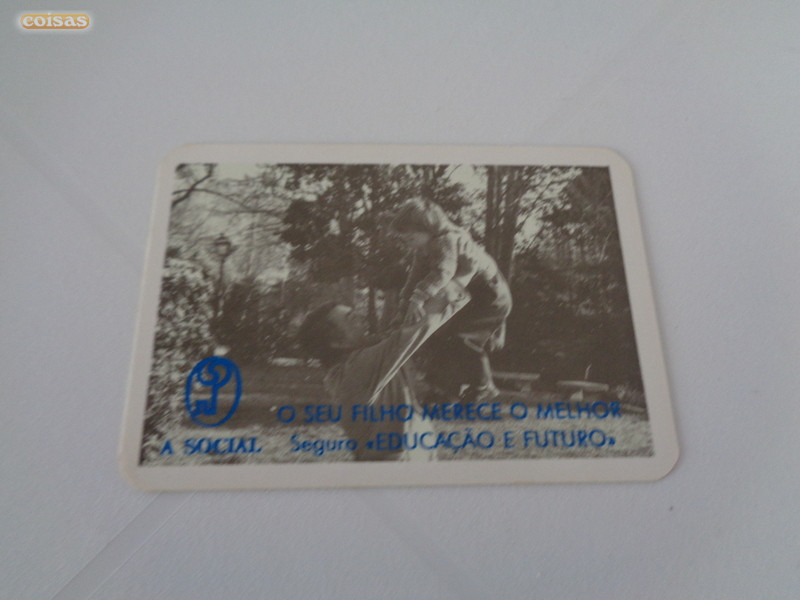 coisas
O SEU FILHO MERECE O MELHOR
A SOCIAL Seguro «EDUCAÇÃO E FUTURO»